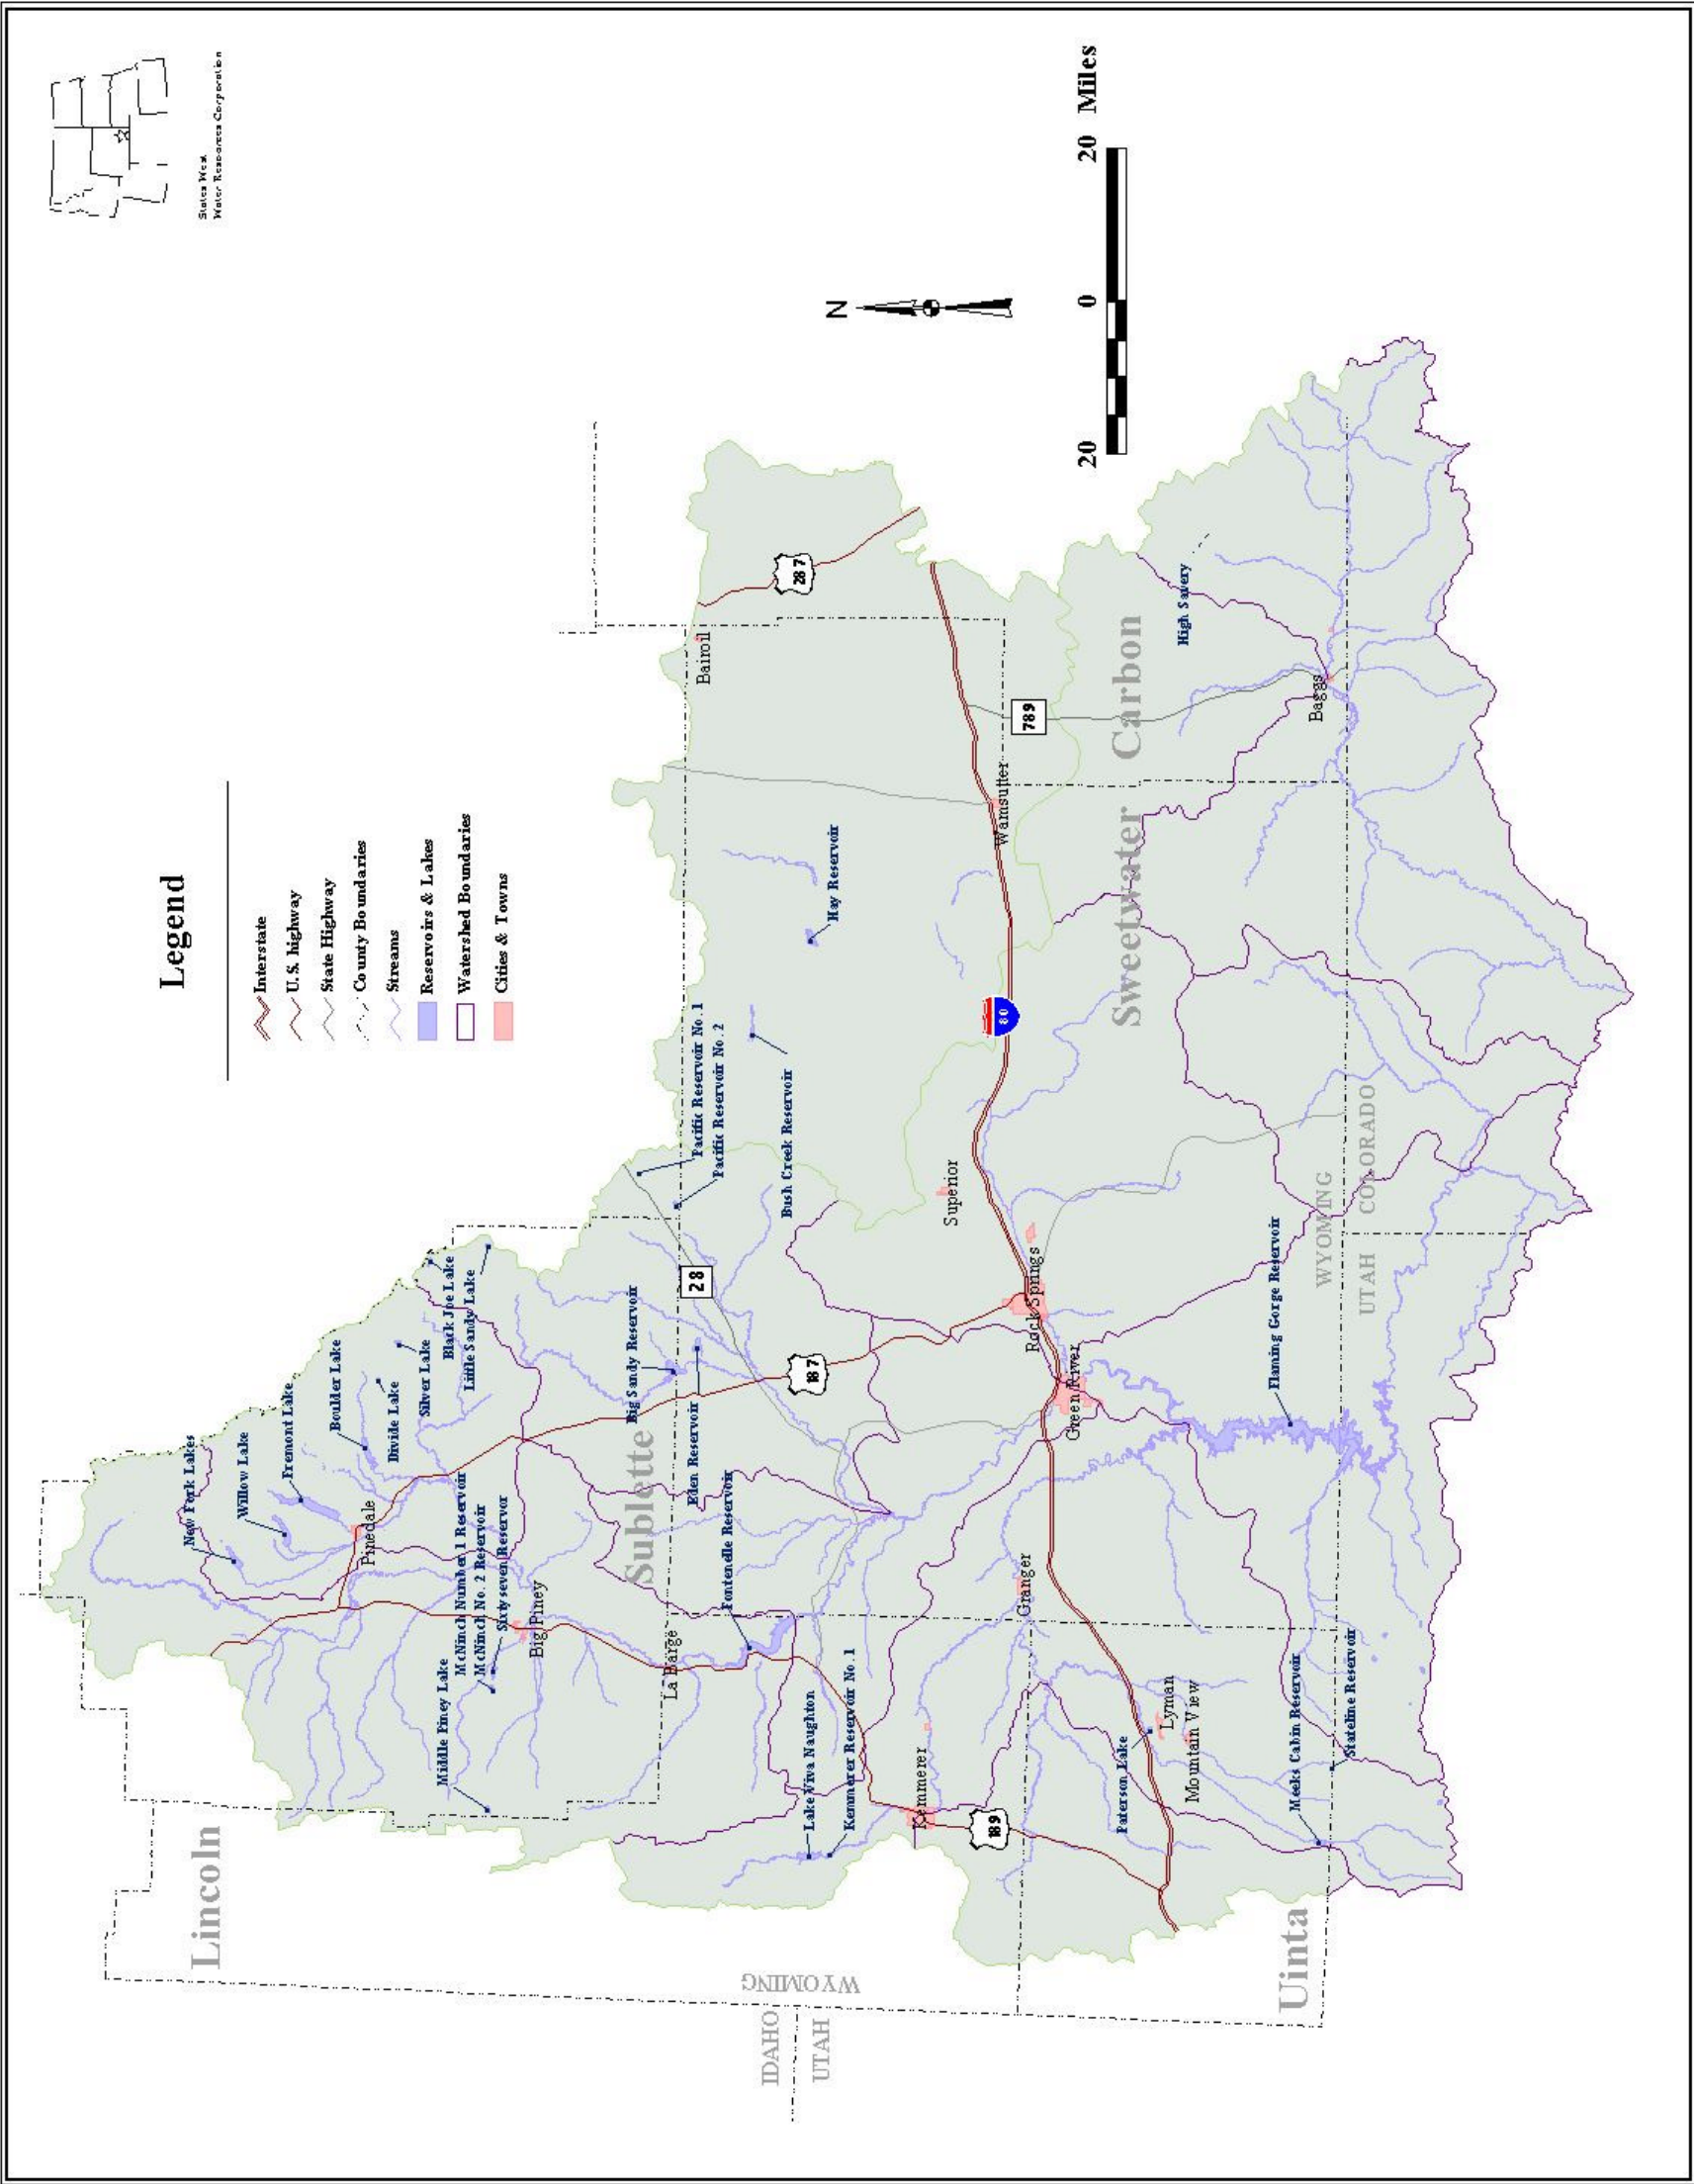 States West
Water Resources Corporation
Legend
Interstate
U.S. highway
State Highway
County Boundaries
Streams
Reservoirs & Lakes
Watershed Boundaries
Cities & Towns
N
20 0 20 Miles
Lincoln
Sublette
Sweetwater
Carbon
Uinta
IDAHO
UTAH
WYOMING
WYOMING
UTAH
COLORADO
New Fork Lakes
Willow Lake
Fremont Lake
Boulder Lake
Divide Lake
Silver Lake
Black Joe Lake
Little Sandy Lake
Pinedale
Middle Piney Lake
McNinch Number 1 Reservoir
McNinch No. 2 Reservoir
Sixty seven Reservor
Big Piney
Big Sandy Reservoir
Eden Reservoir
Fontenelle Reservoir
La Barge
28
187
Pacific Reservoir No. 1
Pacific Reservoir No. 2
Bush Creek Reservoir
Hay Reservoir
Bairoil
287
Lake Viva Naughton
Kemmerer Reservoir No. 1
Kemmerer
189
Granger
Green River
Rock Springs
Superior
80
Wamsutter
789
Paterson Lake
Lyman
Mountain View
Meeks Cabin Reservoir
Stateline Reservoir
Flaming Gorge Reservoir
High Savery
Baggs